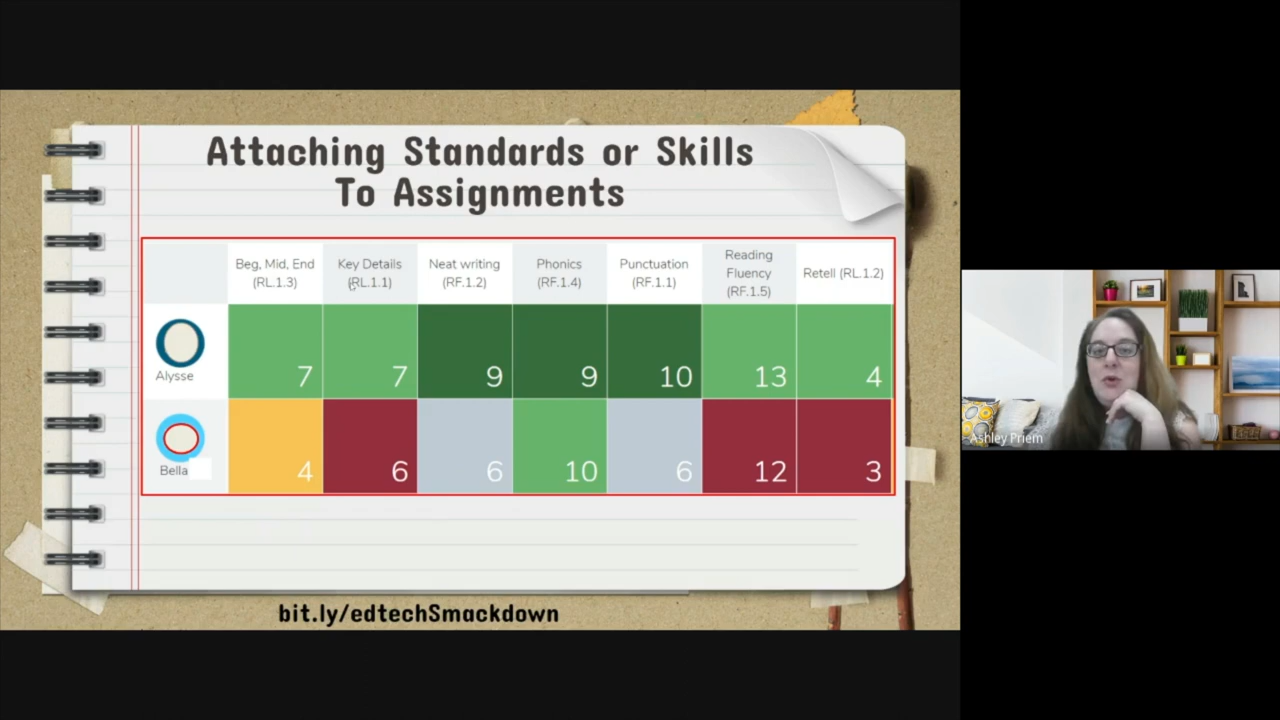 Attaching Standards or Skills
To Assignments
Beg, Mid, End
(RL.1.3)
Key Details
(RL.1.1)
Neat writing
(RF.1.2)
Phonics
(RF.1.4)
Punctuation
(RF.1.1)
Reading
Fluency
(RF.1.5)
Retell (RL.1.2)
Alysse
7
7
9
9
10
13
4
Bella
4
6
6
10
6
12
3
bit.ly/edtechSmackdown
Ashley Priem